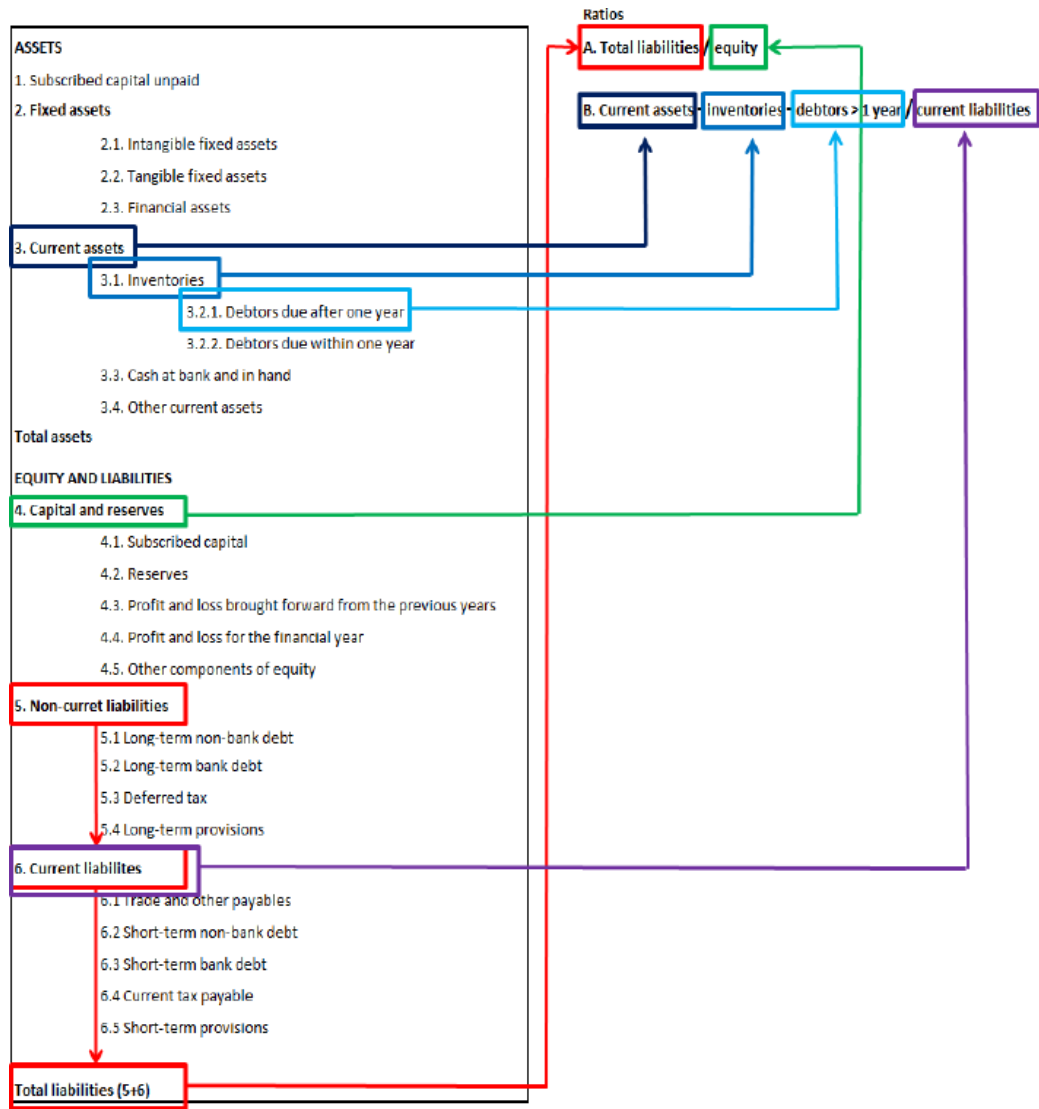 Ratios
A. Total liabilities / equity
B. Current assets - inventories - debtors > 1 year / current liabilities
ASSETS
1. Subscribed capital unpaid
2. Fixed assets
2.1. Intangible fixed assets
2.2. Tangible fixed assets
2.3. Financial assets
3. Current assets
3.1. Inventories
3.2.1. Debtors due after one year
3.2.2. Debtors due within one year
3.3. Cash at bank and in hand
3.4. Other current assets
Total assets
EQUITY AND LIABILITIES
4. Capital and reserves
4.1. Subscribed capital
4.2. Reserves
4.3. Profit and loss brought forward from the previous years
4.4. Profit and loss for the financial year
4.5. Other components of equity
5. Non-curret liabilities
5.1 Long-term non-bank debt
5.2 Long-term bank debt
5.3 Deferred tax
5.4 Long-term provisions
6. Current liabilites
6.1 Trade and other payables
6.2 Short-term non-bank debt
6.3 Short-term bank debt
6.4 Current tax payable
6.5 Short-term provisions
Total liabilities (5+6)